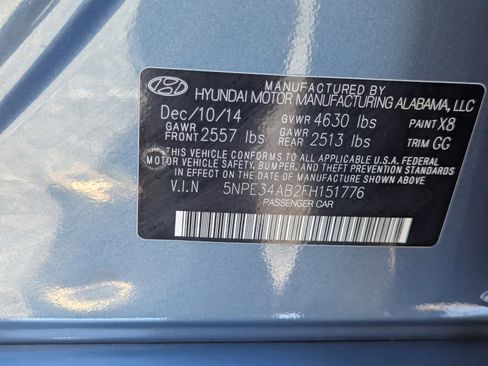 MANUFACTURED BY
HYUNDAI MOTOR MANUFACTURING ALABAMA, LLC
Dec/10/14 GVWR 4630 lbs PAINT X8
GAWR FRONT 2557 lbs GAWR REAR 2513 lbs TRIM GG
THIS VEHICLE CONFORMS TO ALL APPLICABLE U.S.A. FEDERAL
MOTOR VEHICLE SAFETY, BUMPER, AND THEFT PREVENTION STANDARDS
IN EFFECT ON THE DATE OF MANUFACTURE SHOWN ABOVE.
V.I.N 5NPE34AB2FH151776
PASSENGER CAR